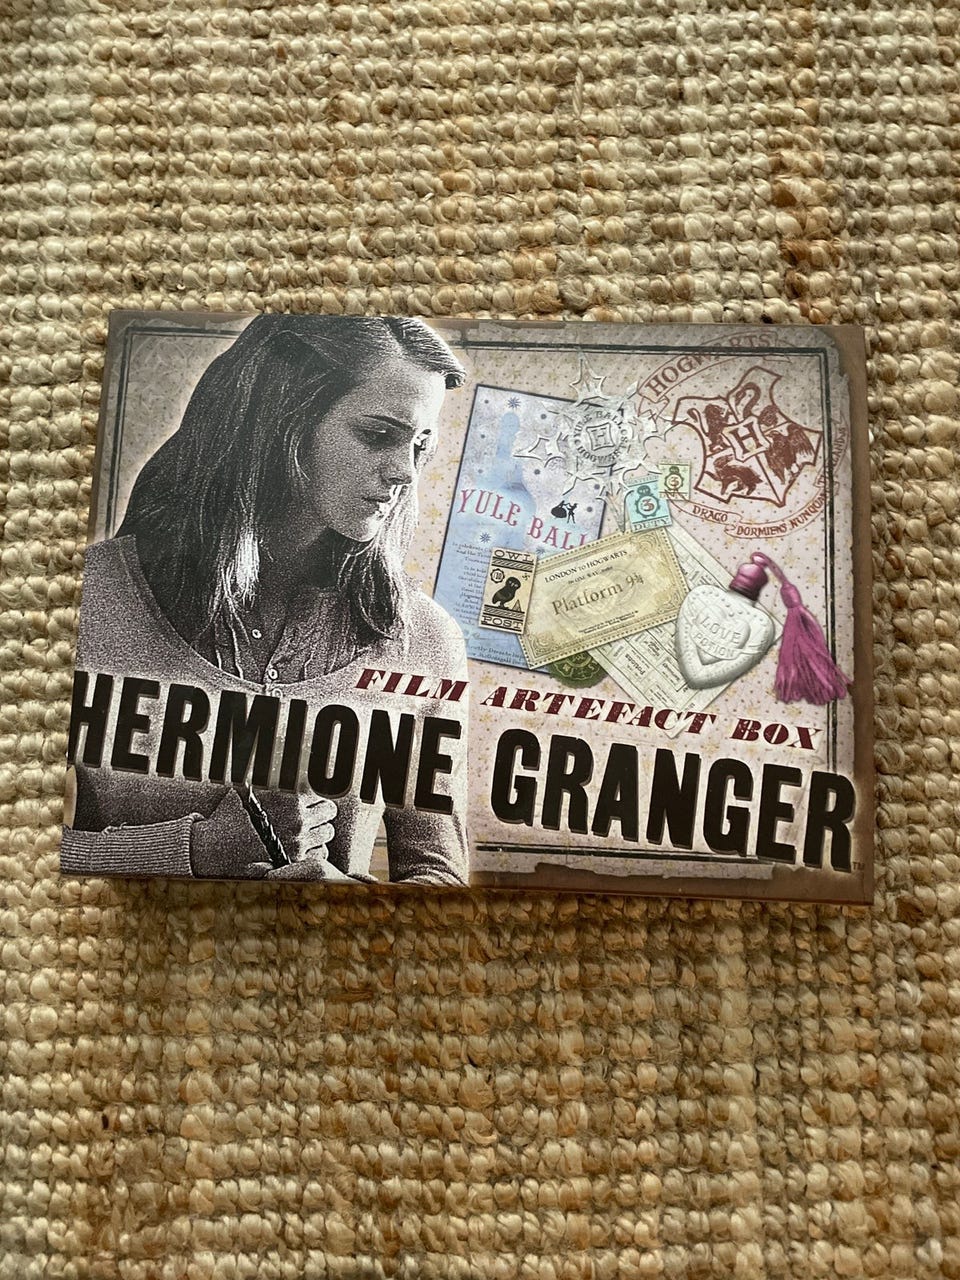 HOGWARTS
DRACO DORMIENS NUNQUAM
YULE BALL
DUTY
OWL
POST
LONDON to HOGWARTS
Platform 9¾
LOVE
POTION
FILM ARTEFACT BOX
HERMIONE GRANGER
TM